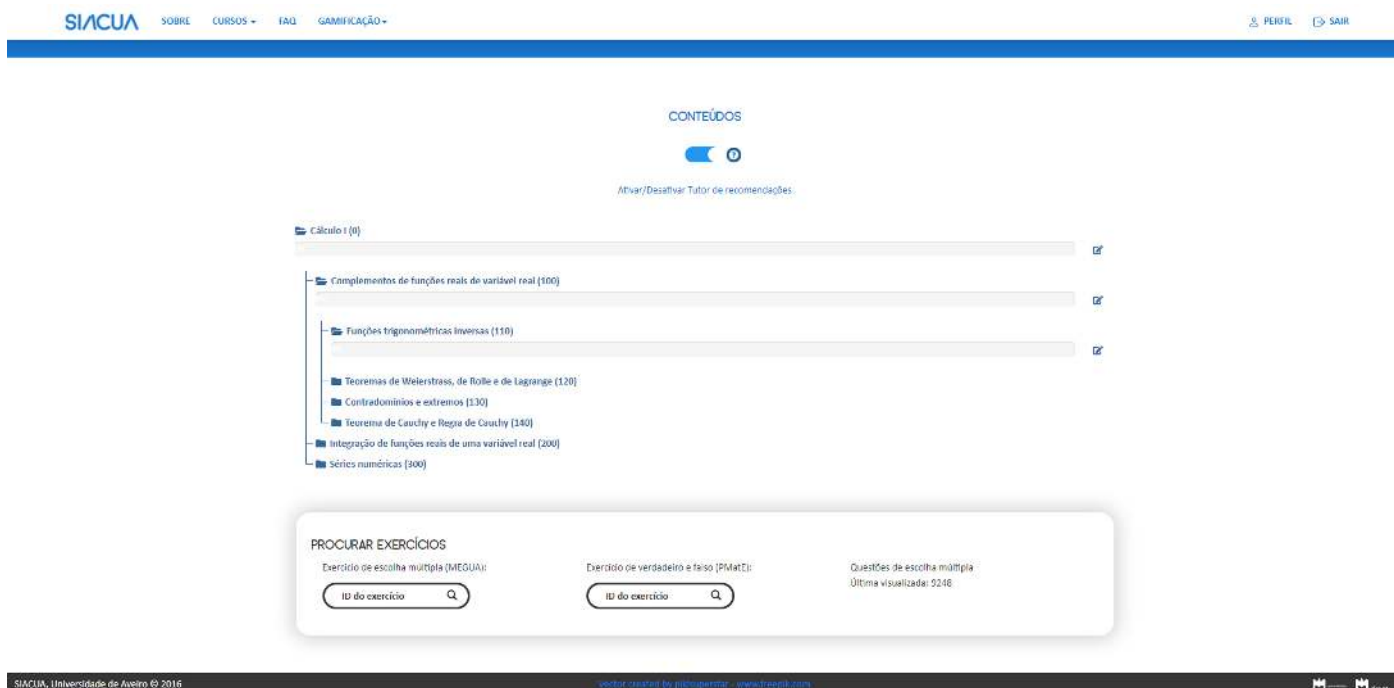 SIACUA SOBRE CURSOS FAQ GAMIFICAÇÃO PERFIL SAIR
CONTEÚDOS
Ativar/Desativar Tutor de recomendações.
Cálculo I (0)
Complementos de funções reais de variável real (100)
Funções trigonométricas inversas (110)
Teoremas de Weierstrass, de Rolle e de Lagrange (120)
Contradomínios e extremos (130)
Teorema de Cauchy e Regra de Cauchy (140)
Integração de funções reais de uma variável real (200)
Séries numéricas (300)
PROCURAR EXERCÍCIOS
Exercício de escolha múltipla (MEGUA): Exercício de verdadeiro e falso (PMatE): Questões de escolha múltipla
Última visualizada: 9248
ID do exercício ID do exercício
SIACUA, Universidade de Aveiro © 2016 Vector created by pikisuperstar - www.freepik.com